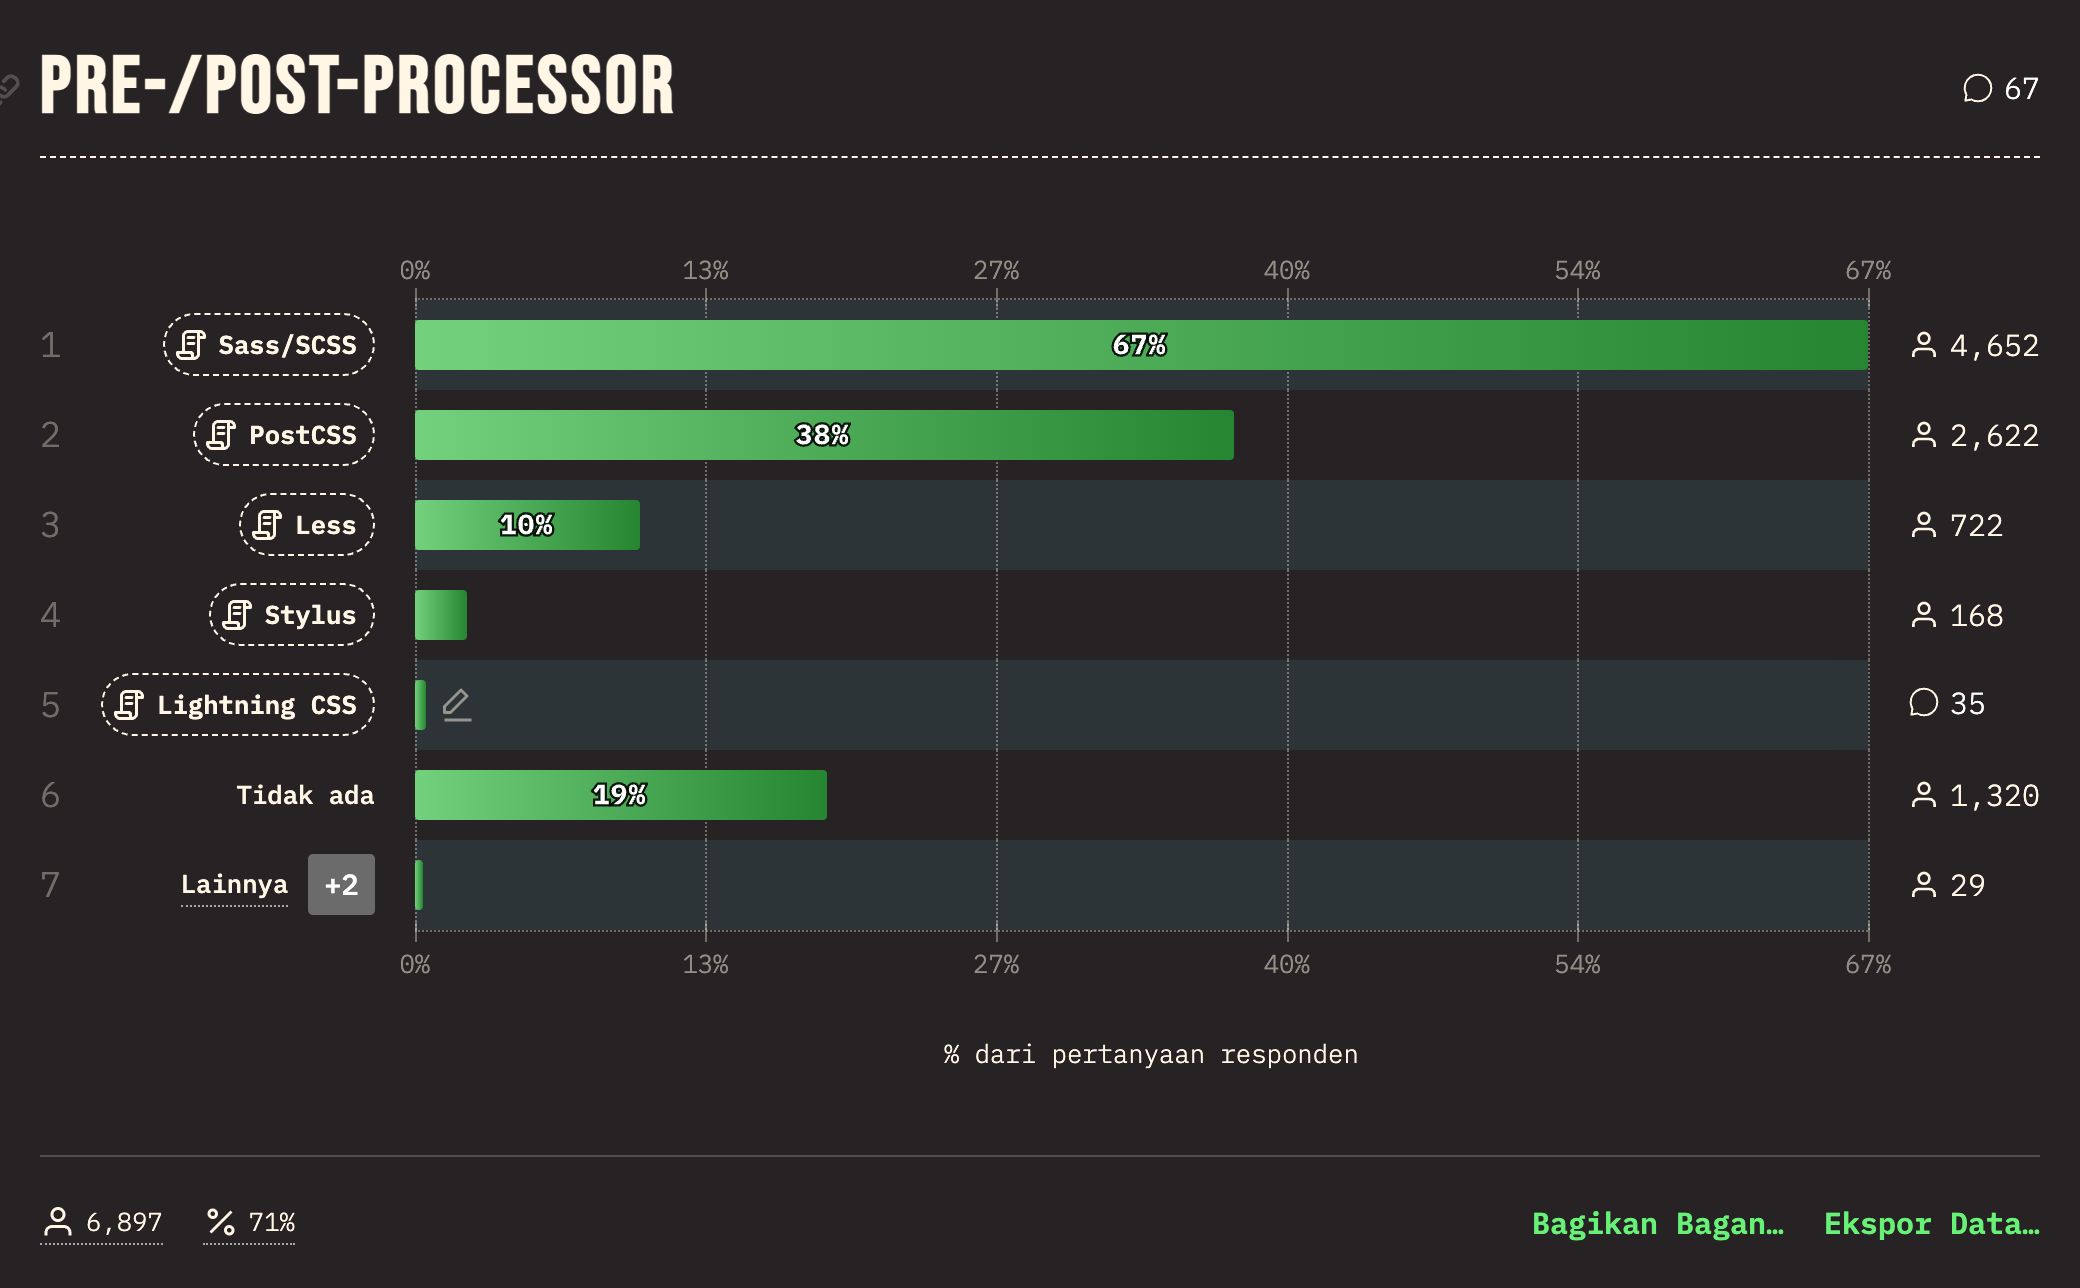 PRE-/POST-PROCESSOR
67
0% 13% 27% 40% 54% 67%
1 Sass/SCSS 67% 4,652
2 PostCSS 38% 2,622
3 Less 10% 722
4 Stylus 168
5 Lightning CSS 35
6 Tidak ada 19% 1,320
7 Lainnya +2 29
0% 13% 27% 40% 54% 67%
% dari pertanyaan responden
6,897 71% Bagikan Bagan… Ekspor Data…